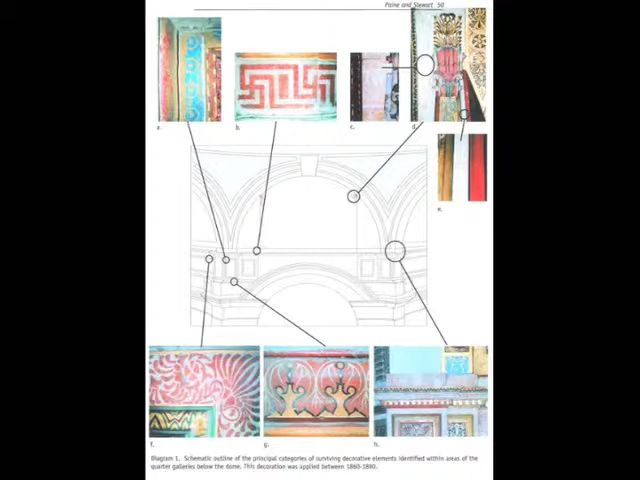 Paine and Stewart 50
a.
b.
c.
d.
e.
f.
g.
h.
Diagram 1. Schematic outline of the principal categories of surviving decorative elements identified within areas of the
quarter galleries below the dome. This decoration was applied between 1860-1890.